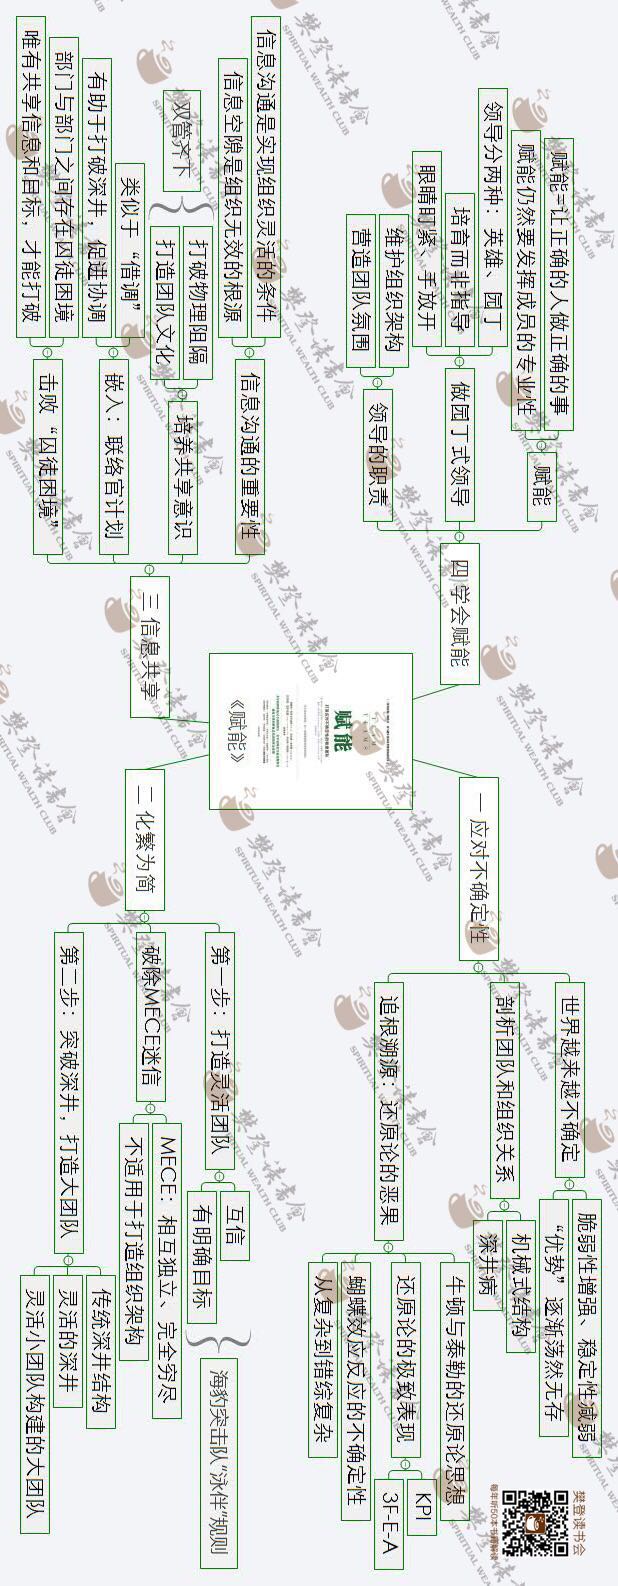 《赋能》
赋能
一 应对不确定性
世界越来越不确定
脆弱性增强、稳定性减弱
“优势”逐渐荡然无存
剖析团队和组织关系
机械式结构
深井病
追根溯源：还原论的恶果
牛顿与泰勒的还原论思想
还原论的极致表现
KPI
3F-E-A
蝴蝶效应反应的不确定性
从复杂到错综复杂
二 化繁为简
第一步：打造灵活团队
互信
有明确目标
海豹突击队“泳伴”规则
破除MECE迷信
MECE：相互独立、完全穷尽
不适用于打造组织架构
第二步：突破深井，打造大团队
传统深井结构
灵活的深井
灵活小团队构建的大团队
三 信息共享
信息沟通的重要性
信息沟通是实现组织灵活的条件
信息空隙是组织无效的根源
培养共享意识
打破物理阻隔
打造团队文化
双管齐下
嵌入：联络官计划
类似于“借调”
有助于打破深井，促进协调
击败“囚徒困境”
部门与部门之间存在囚徒困境
唯有共享信息和目标，才能打破
四 学会赋能
赋能
赋能=让正确的人做正确的事
赋能仍然要发挥成员的专业性
做园丁式领导
领导分两种：英雄、园丁
培育而非指导
眼睛盯紧、手放开
领导的职责
维护组织架构
营造团队氛围
樊登读书会
每年听50本书籍解读
樊登读书会
SPIRITUAL WEALTH CLUB